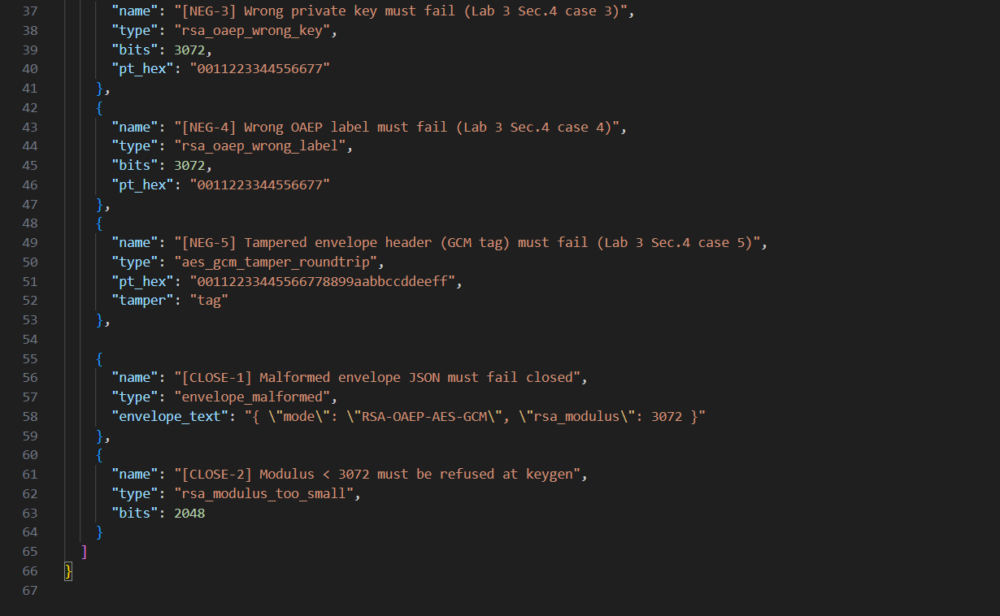 37 "name": "[NEG-3] Wrong private key must fail (Lab 3 Sec.4 case 3)",
38 "type": "rsa_oaep_wrong_key",
39 "bits": 3072,
40 "pt_hex": "0011223344556677"
41 },
42 {
43 "name": "[NEG-4] Wrong OAEP label must fail (Lab 3 Sec.4 case 4)",
44 "type": "rsa_oaep_wrong_label",
45 "bits": 3072,
46 "pt_hex": "0011223344556677"
47 },
48 {
49 "name": "[NEG-5] Tampered envelope header (GCM tag) must fail (Lab 3 Sec.4 case 5)",
50 "type": "aes_gcm_tamper_roundtrip",
51 "pt_hex": "00112233445566778899aabbccddeeff",
52 "tamper": "tag"
53 },
54
55 {
56 "name": "[CLOSE-1] Malformed envelope JSON must fail closed",
57 "type": "envelope_malformed",
58 "envelope_text": "{ \"mode\": \"RSA-OAEP-AES-GCM\", \"rsa_modulus\": 3072 }"
59 },
60 {
61 "name": "[CLOSE-2] Modulus < 3072 must be refused at keygen",
62 "type": "rsa_modulus_too_small",
63 "bits": 2048
64 }
65 ]
66 }
67